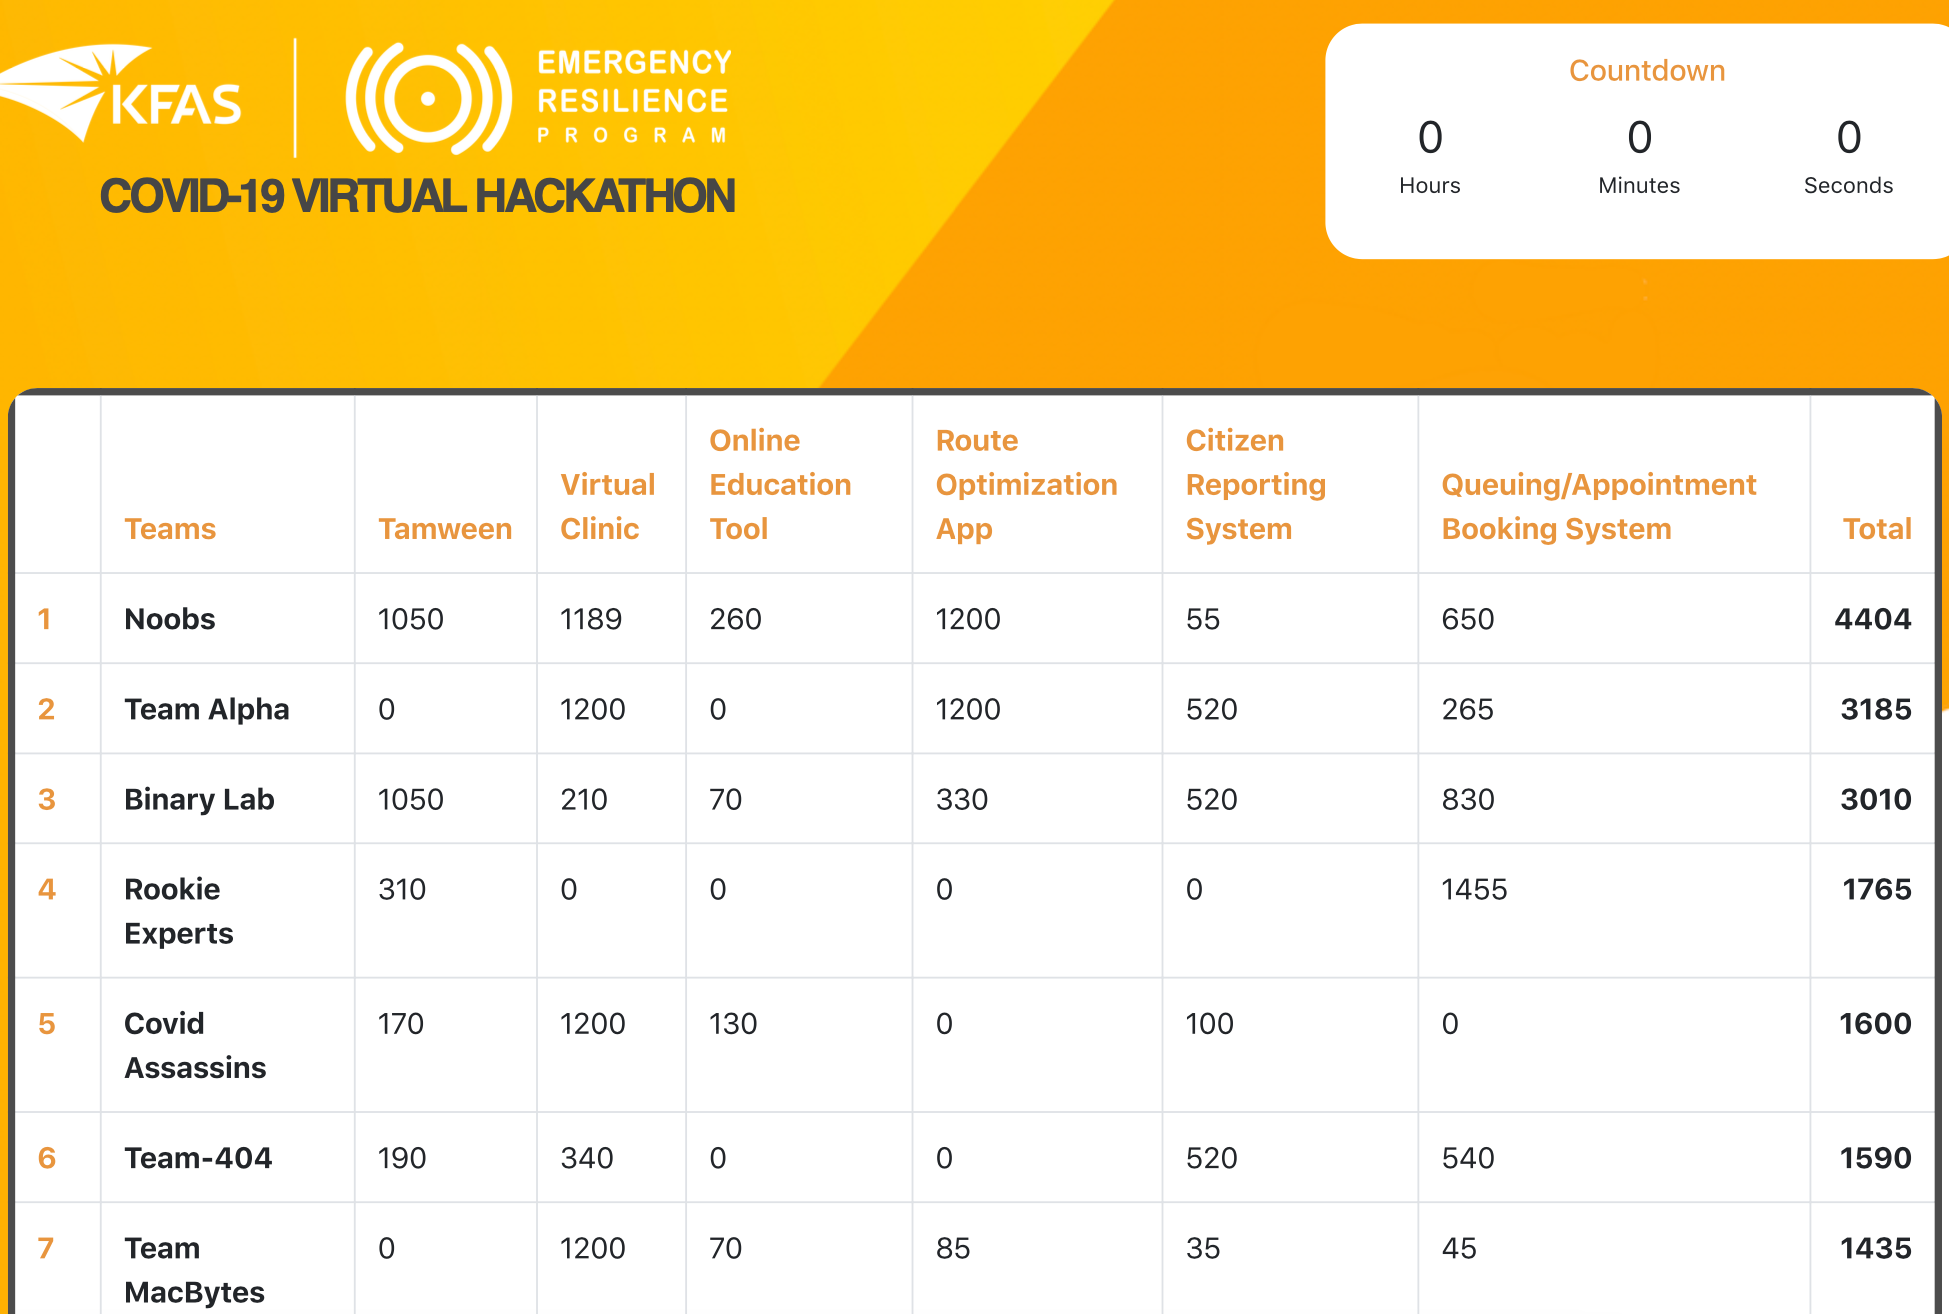 KFAS
EMERGENCY
RESILIENCE
PROGRAM
COVID-19 VIRTUAL HACKATHON
Countdown
0 0 0
Hours Minutes Seconds
Teams Tamween Virtual Clinic Online Education Tool Route Optimization App Citizen Reporting System Queuing/Appointment Booking System Total
1 Noobs 1050 1189 260 1200 55 650 4404
2 Team Alpha 0 1200 0 1200 520 265 3185
3 Binary Lab 1050 210 70 330 520 830 3010
4 Rookie Experts 310 0 0 0 0 1455 1765
5 Covid Assassins 170 1200 130 0 100 0 1600
6 Team-404 190 340 0 0 520 540 1590
7 Team MacBytes 0 1200 70 85 35 45 1435